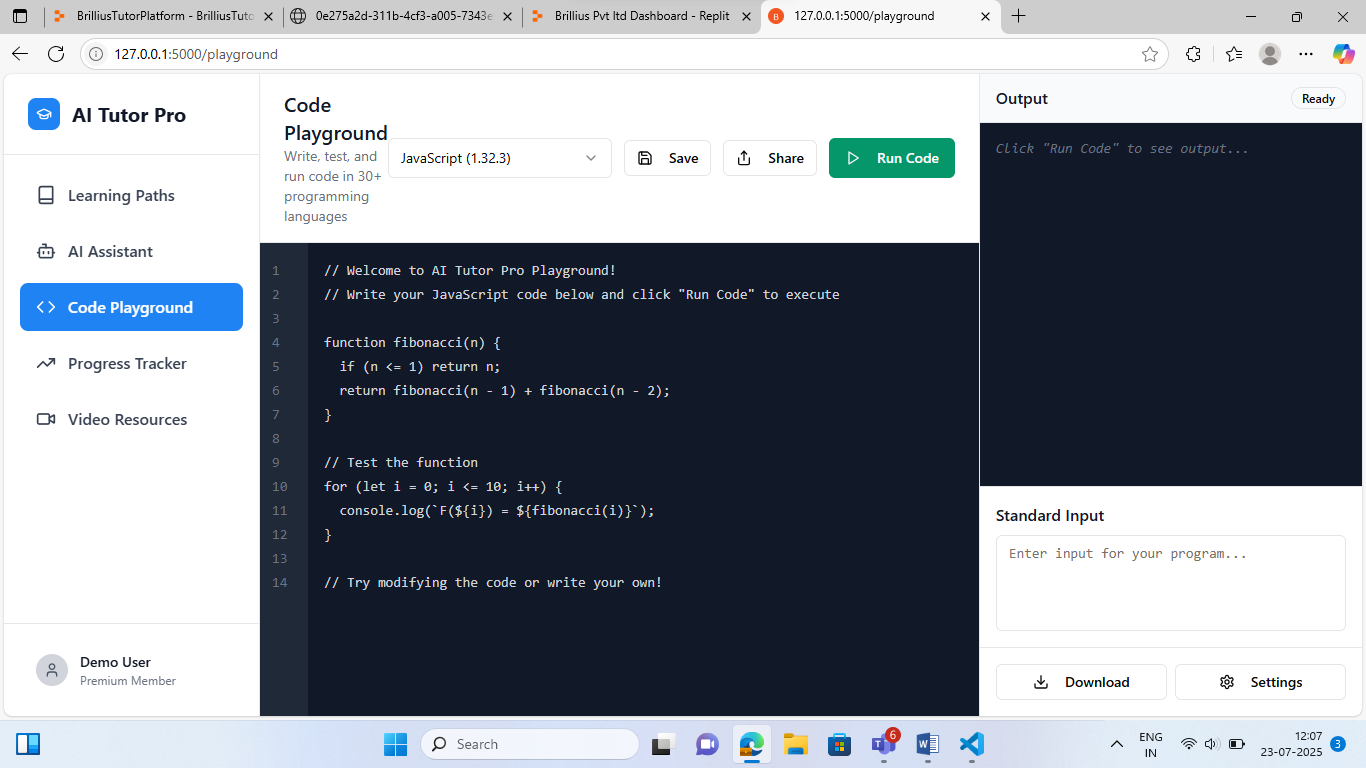 BrilliusTutorPlatform - BrilliusTuto
0e275a2d-311b-4cf3-a005-7343e
Brillius Pvt ltd Dashboard - Replit
B
127.0.0.1:5000/playground
127.0.0.1:5000/playground
AI Tutor Pro
Learning Paths
AI Assistant
Code Playground
Progress Tracker
Video Resources
Demo User
Premium Member
Code
Playground
Write, test, and
run code in 30+
programming
languages
JavaScript (1.32.3)
Save
Share
Run Code
1 // Welcome to AI Tutor Pro Playground!
2 // Write your JavaScript code below and click "Run Code" to execute
3
4 function fibonacci(n) {
5   if (n <= 1) return n;
6   return fibonacci(n - 1) + fibonacci(n - 2);
7 }
8
9 // Test the function
10 for (let i = 0; i <= 10; i++) {
11   console.log(`F(${i}) = ${fibonacci(i)}`);
12 }
13
14 // Try modifying the code or write your own!
Output
Ready
Click "Run Code" to see output...
Standard Input
Enter input for your program...
Download
Settings
Search
6
ENG
IN
12:07
23-07-2025
3